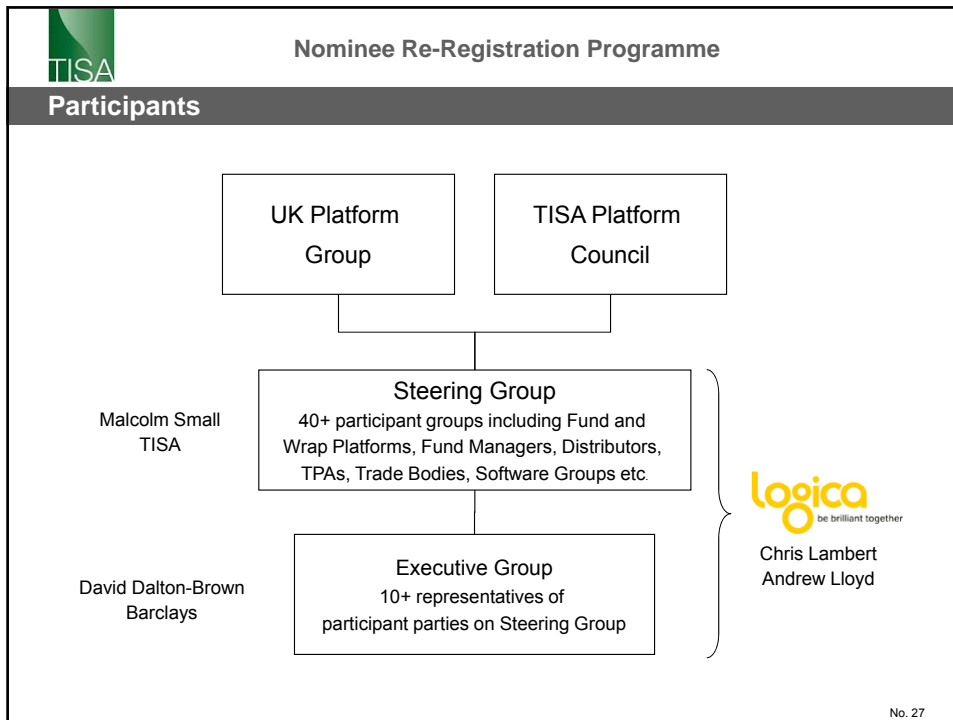 TISA
Nominee Re-Registration Programme
Participants
UK Platform
Group
TISA Platform
Council
Malcolm Small
TISA
Steering Group
40+ participant groups including Fund and
Wrap Platforms, Fund Managers, Distributors,
TPAs, Trade Bodies, Software Groups etc.
David Dalton-Brown
Barclays
Executive Group
10+ representatives of
participant parties on Steering Group
logica
be brilliant together
Chris Lambert
Andrew Lloyd
No. 27